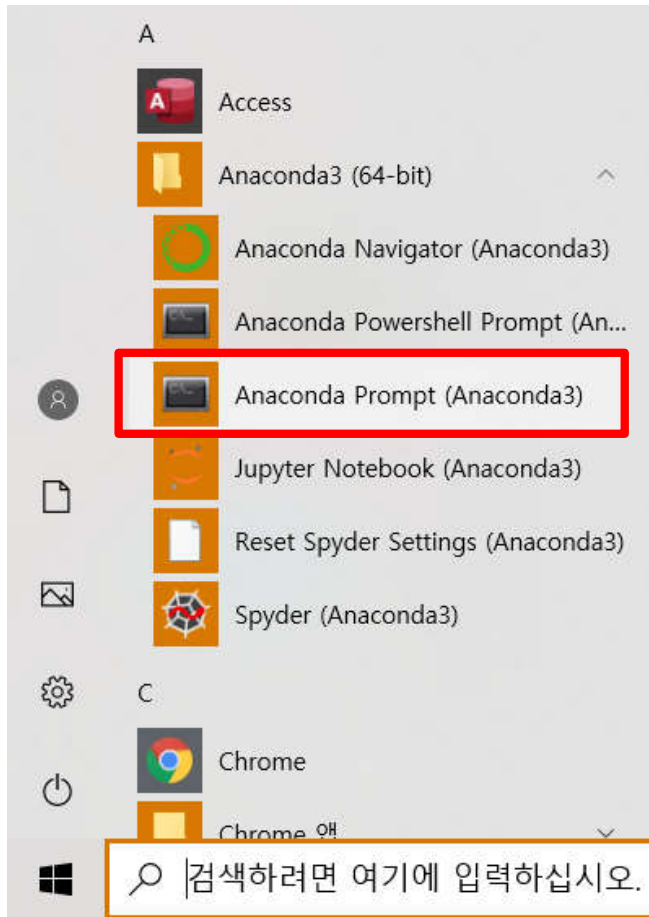 A
Access
Anaconda3 (64-bit)
Anaconda Navigator (Anaconda3)
Anaconda Powershell Prompt (An...
Anaconda Prompt (Anaconda3)
Jupyter Notebook (Anaconda3)
Reset Spyder Settings (Anaconda3)
Spyder (Anaconda3)
C
Chrome
Chrome 앱
검색하려면 여기에 입력하십시오.